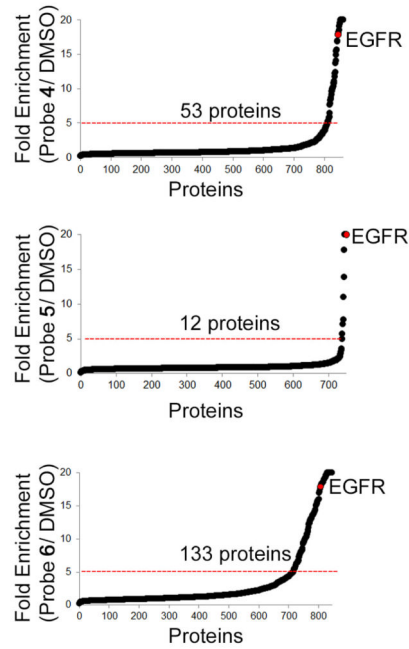 Fold Enrichment
(Probe 4/ DMSO)
20
15
10
5
0
EGFR
53 proteins
0 100 200 300 400 500 600 700 800
Proteins
Fold Enrichment
(Probe 5/ DMSO)
20
15
10
5
0
EGFR
12 proteins
0 100 200 300 400 500 600 700
Proteins
Fold Enrichment
(Probe 6/ DMSO)
20
15
10
5
0
EGFR
133 proteins
0 100 200 300 400 500 600 700 800
Proteins